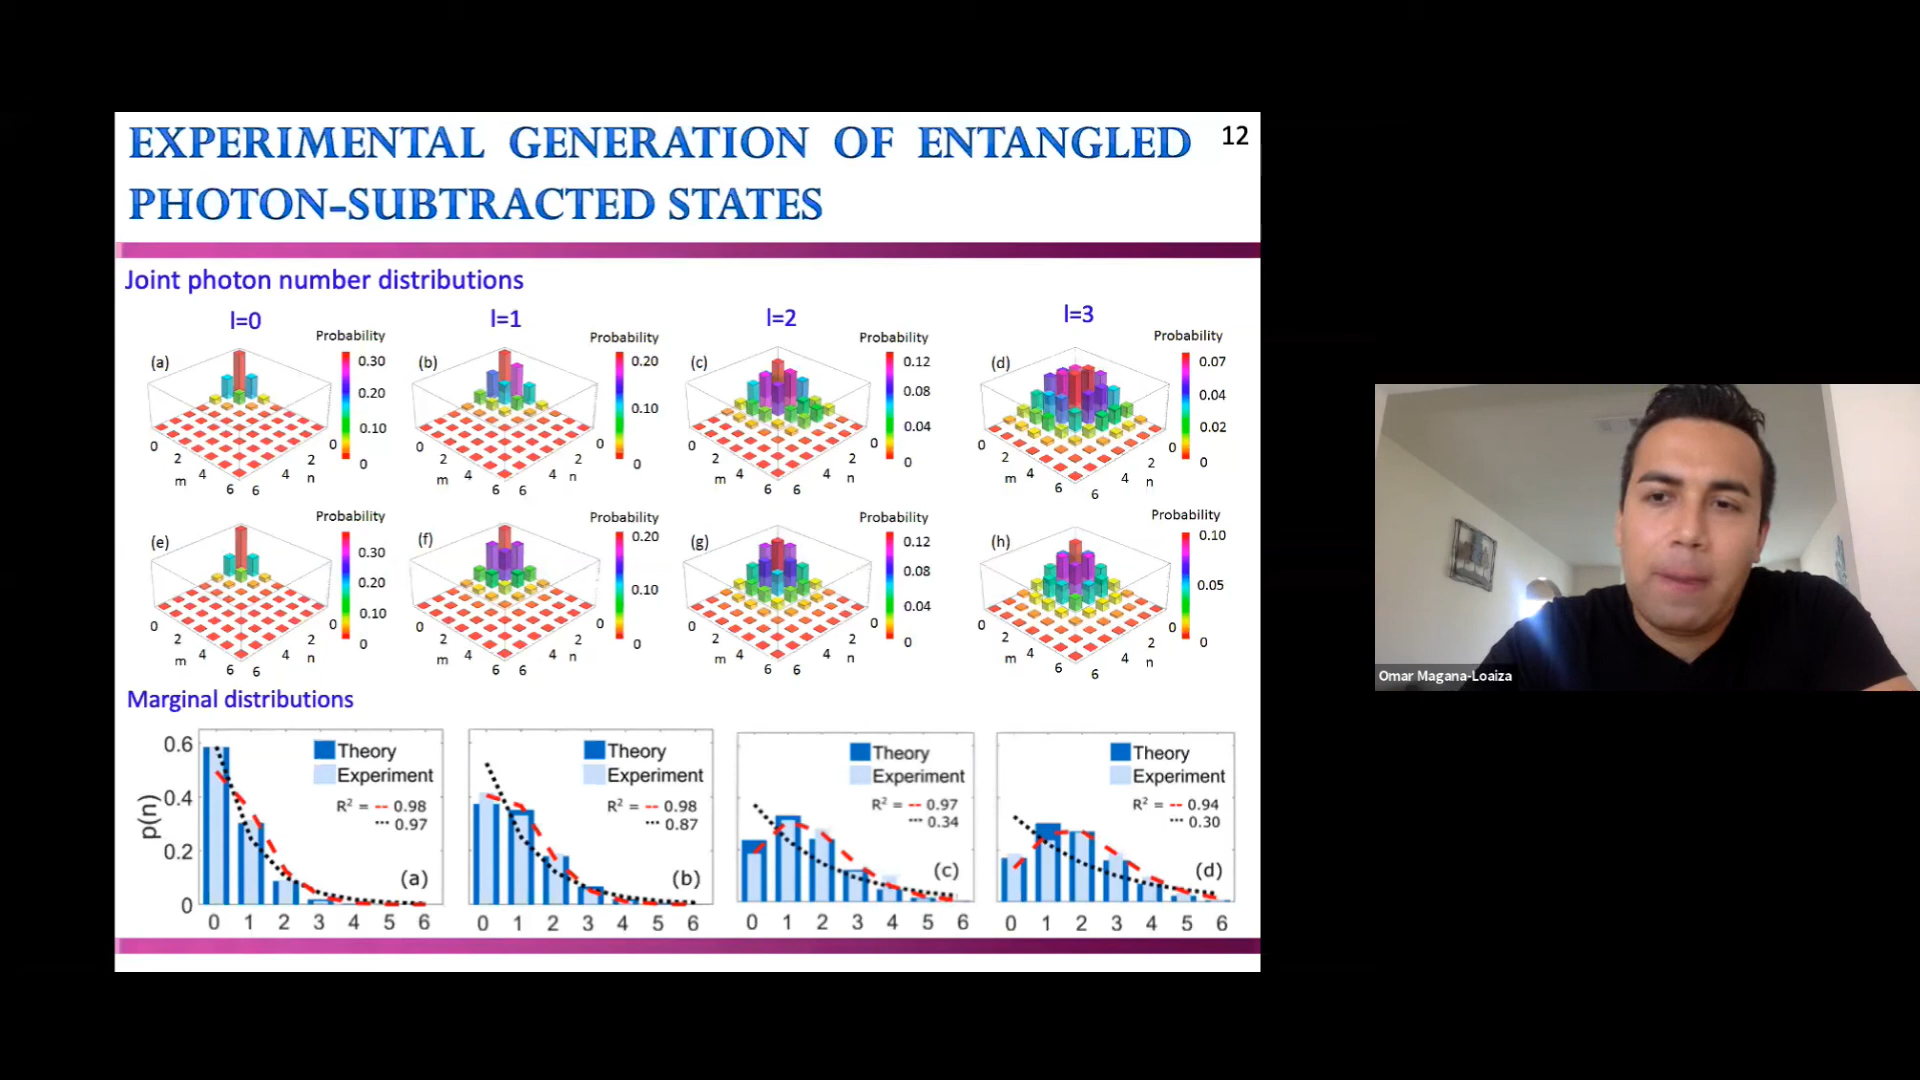 EXPERIMENTAL GENERATION OF ENTANGLED 12
PHOTON-SUBTRACTED STATES
Joint photon number distributions
l=0 l=1 l=2 l=3
Probability Probability Probability Probability
(a) 0.30 (b) 0.20 (c) 0.12 (d) 0.07
0.20 0.10 0.08 0.04
0.10 0.04 0.02
0 0 0 0
0 2 4 6 m 0 2 4 6 n
0 2 4 6 m 0 2 4 6 n
0 2 4 6 m 0 2 4 6 n
0 2 4 6 m 0 2 4 6 n
Probability Probability Probability Probability
(e) 0.30 (f) 0.20 (g) 0.12 (h) 0.10
0.20 0.10 0.08 0.05
0.10 0.04
0 0 0 0
0 2 4 6 m 0 2 4 6 n
0 2 4 6 m 0 2 4 6 n
0 2 4 6 m 0 2 4 6 n
0 2 4 6 m 0 2 4 6 n
Omar Magana-Loaiza
Marginal distributions
p(n)
0.6
0.4
0.2
0
Theory
Experiment
R² = -- 0.98
··· 0.97
(a)
0 1 2 3 4 5 6
Theory
Experiment
R² = -- 0.98
··· 0.87
(b)
0 1 2 3 4 5 6
Theory
Experiment
R² = -- 0.97
··· 0.34
(c)
0 1 2 3 4 5 6
Theory
Experiment
R² = -- 0.94
··· 0.30
(d)
0 1 2 3 4 5 6